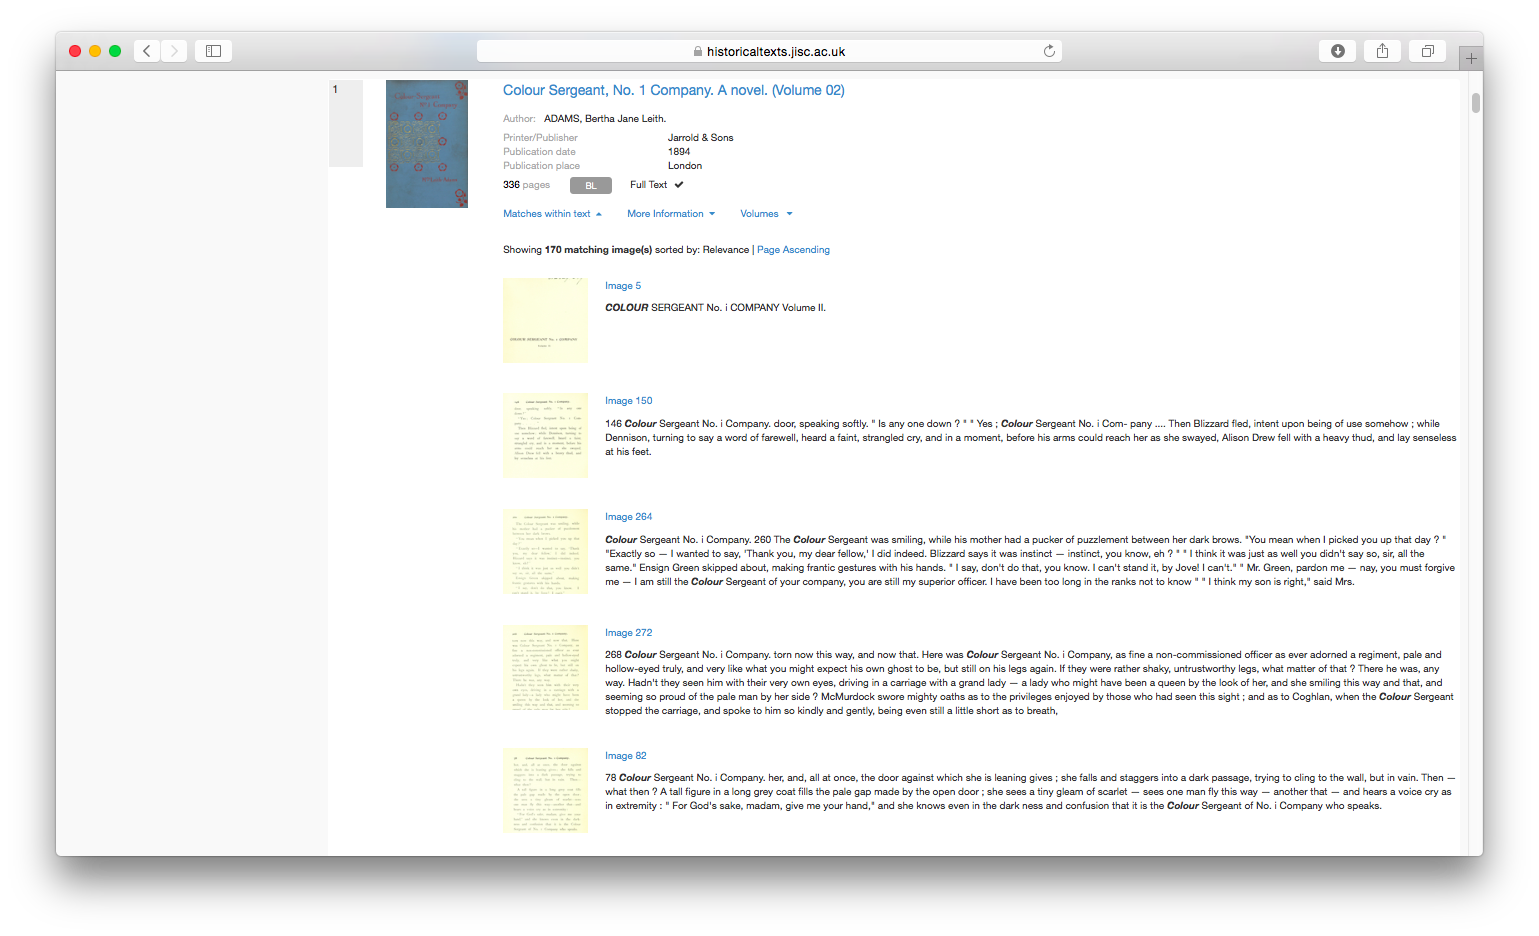 historicaltexts.jisc.ac.uk
1
Colour Sergeant, No. 1 Company. A novel. (Volume 02)
Author: ADAMS, Bertha Jane Leith.
Printer/Publisher Jarrold & Sons
Publication date 1894
Publication place London
336 pages BL Full Text
Matches within text More Information Volumes
Showing 170 matching image(s) sorted by: Relevance | Page Ascending
Image 5
COLOUR SERGEANT No. i COMPANY Volume II.
Image 150
146 Colour Sergeant No. i Company. door, speaking softly. " Is any one down ? " " Yes ; Colour Sergeant No. i Com- pany .... Then Blizzard fled, intent upon being of use somehow ; while
Dennison, turning to say a word of farewell, heard a faint, strangled cry, and in a moment, before his arms could reach her as she swayed, Alison Drew fell with a heavy thud, and lay senseless
at his feet.
Image 264
Colour Sergeant No. i Company. 260 The Colour Sergeant was smiling, while his mother had a pucker of puzzlement between her dark brows. "You mean when I picked you up that day ? "
"Exactly so — I wanted to say, 'Thank you, my dear fellow,' I did indeed. Blizzard says it was instinct — instinct, you know, eh ? " " I think it was just as well you didn't say so, sir, all the
same." Ensign Green skipped about, making frantic gestures with his hands. " I say, don't do that, you know. I can't stand it, by Jove! I can't." " Mr. Green, pardon me — nay, you must forgive
me — I am still the Colour Sergeant of your company, you are still my superior officer. I have been too long in the ranks not to know " " I think my son is right," said Mrs.
Image 272
268 Colour Sergeant No. i Company. torn now this way, and now that. Here was Colour Sergeant No. i Company, as fine a non-commissioned officer as ever adorned a regiment, pale and
hollow-eyed truly, and very like what you might expect his own ghost to be, but still on his legs again. If they were rather shaky, untrustworthy legs, what matter of that ? There he was, any
way. Hadn't they seen him with their very own eyes, driving in a carriage with a grand lady — a lady who might have been a queen by the look of her, and she smiling this way and that, and
seeming so proud of the pale man by her side ? McMurdock swore mighty oaths as to the privileges enjoyed by those who had seen this sight ; and as to Coghlan, when the Colour Sergeant
stopped the carriage, and spoke to him so kindly and gently, being even still a little short as to breath,
Image 82
78 Colour Sergeant No. i Company. her, and, all at once, the door against which she is leaning gives ; she falls and staggers into a dark passage, trying to cling to the wall, but in vain. Then —
what then ? A tall figure in a long grey coat fills the pale gap made by the open door ; she sees a tiny gleam of scarlet — sees one man fly this way — another that — and hears a voice cry as
in extremity : " For God's sake, madam, give me your hand," and she knows even in the dark ness and confusion that it is the Colour Sergeant of No. i Company who speaks.